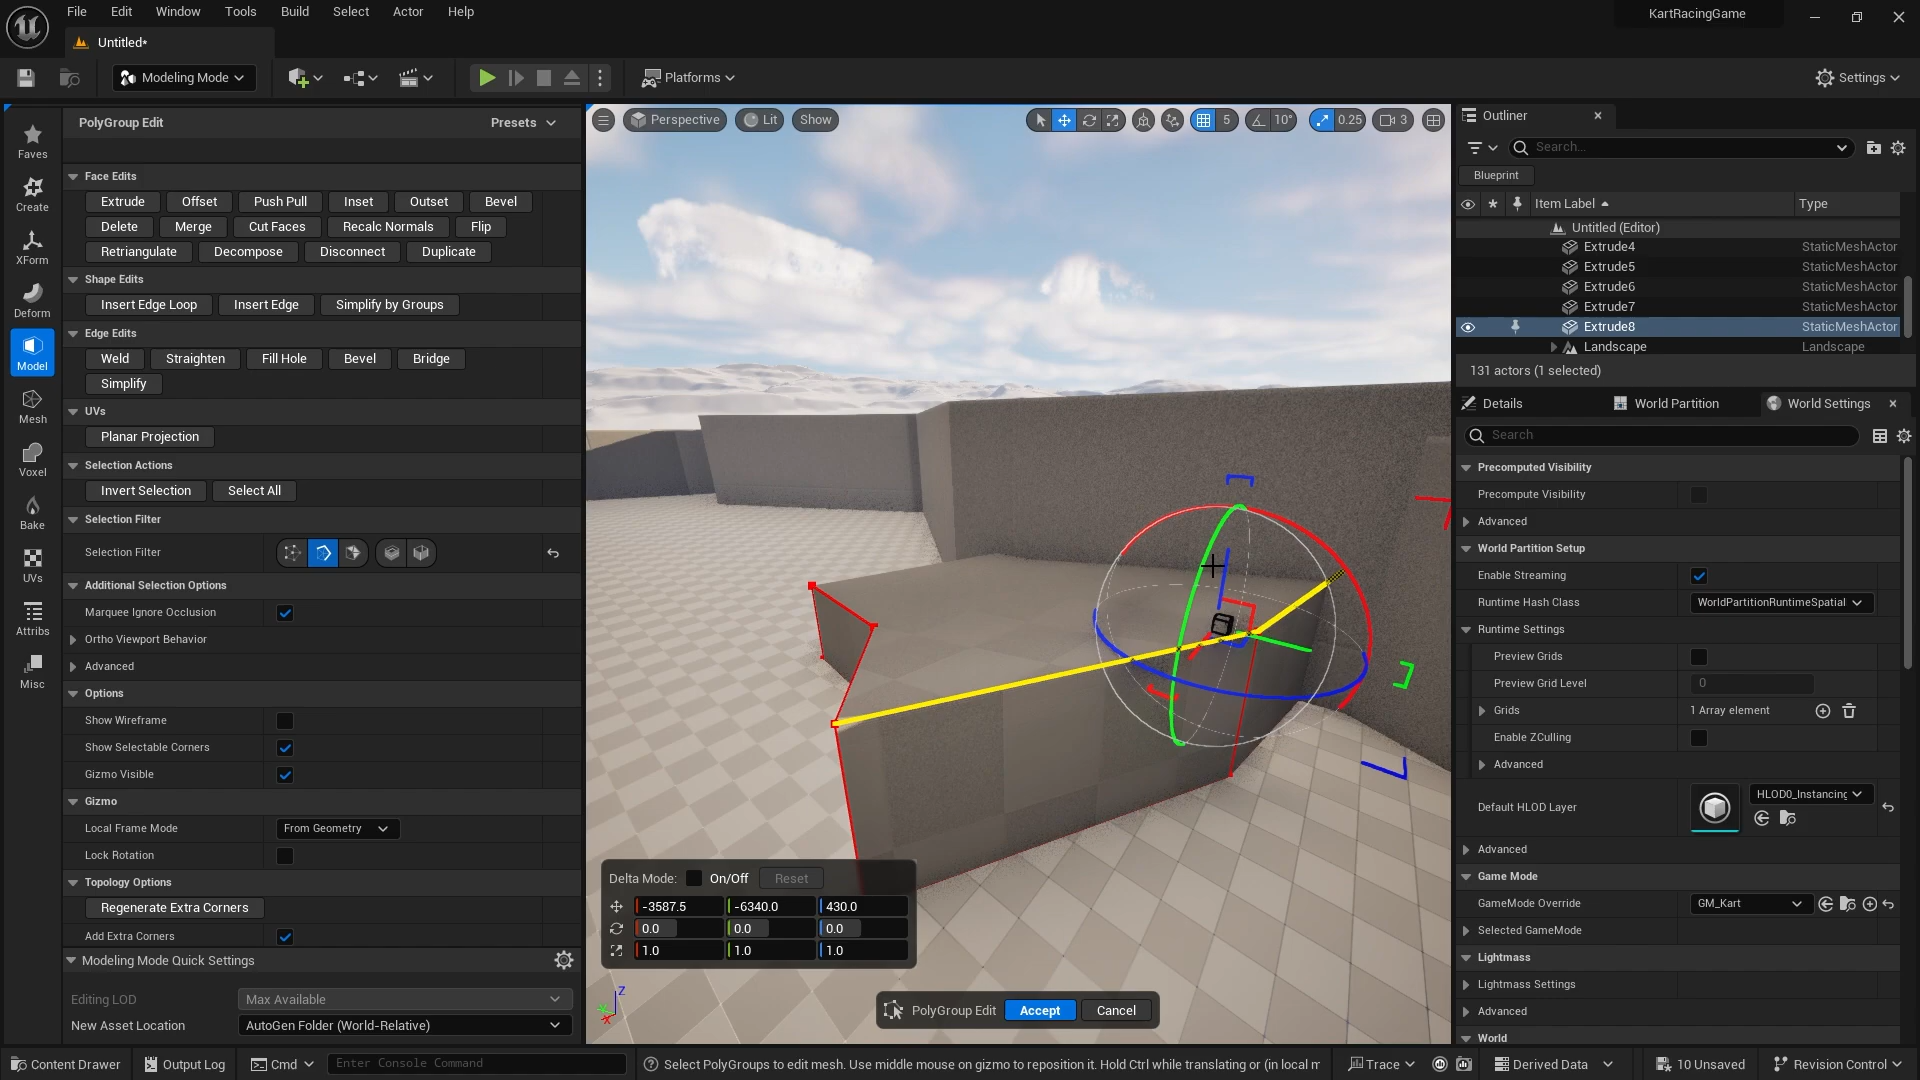 File Edit Window Tools Build Select Actor Help
KartRacingGame
Untitled*
Modeling Mode
Platforms
Settings
PolyGroup Edit
Presets
Faves
Create
XForm
Deform
Model
Mesh
Voxel
Bake
UVs
Attribs
Misc
Face Edits
Extrude Offset Push Pull Inset Outset Bevel
Delete Merge Cut Faces Recalc Normals Flip
Retriangulate Decompose Disconnect Duplicate
Shape Edits
Insert Edge Loop Insert Edge Simplify by Groups
Edge Edits
Weld Straighten Fill Hole Bevel Bridge
Simplify
UVs
Planar Projection
Selection Actions
Invert Selection Select All
Selection Filter
Selection Filter
Additional Selection Options
Marquee Ignore Occlusion
Ortho Viewport Behavior
Advanced
Options
Show Wireframe
Show Selectable Corners
Gizmo Visible
Gizmo
Local Frame Mode From Geometry
Lock Rotation
Topology Options
Regenerate Extra Corners
Add Extra Corners
Modeling Mode Quick Settings
Editing LOD Max Available
New Asset Location AutoGen Folder (World-Relative)
Perspective Lit Show
5 10° 0.25 3
Delta Mode: On/Off Reset
-3587.5 -6340.0 430.0
0.0 0.0 0.0
1.0 1.0 1.0
Z
X
PolyGroup Edit Accept Cancel
Outliner
Search...
Blueprint
Item Label Type
Untitled (Editor)
Extrude4 StaticMeshActor
Extrude5 StaticMeshActor
Extrude6 StaticMeshActor
Extrude7 StaticMeshActor
Extrude8 StaticMeshActor
Landscape Landscape
131 actors (1 selected)
Details World Partition World Settings
Search
Precomputed Visibility
Precompute Visibility
Advanced
World Partition Setup
Enable Streaming
Runtime Hash Class WorldPartitionRuntimeSpatial
Runtime Settings
Preview Grids
Preview Grid Level 0
Grids 1 Array element
Enable ZCulling
Advanced
Default HLOD Layer HLOD0_Instancing
Advanced
Game Mode
GameMode Override GM_Kart
Selected GameMode
Lightmass
Lightmass Settings
Advanced
World
Content Drawer Output Log Cmd Enter Console Command
Select PolyGroups to edit mesh. Use middle mouse on gizmo to reposition it. Hold Ctrl while translating or (in local m
Trace Derived Data 10 Unsaved Revision Control